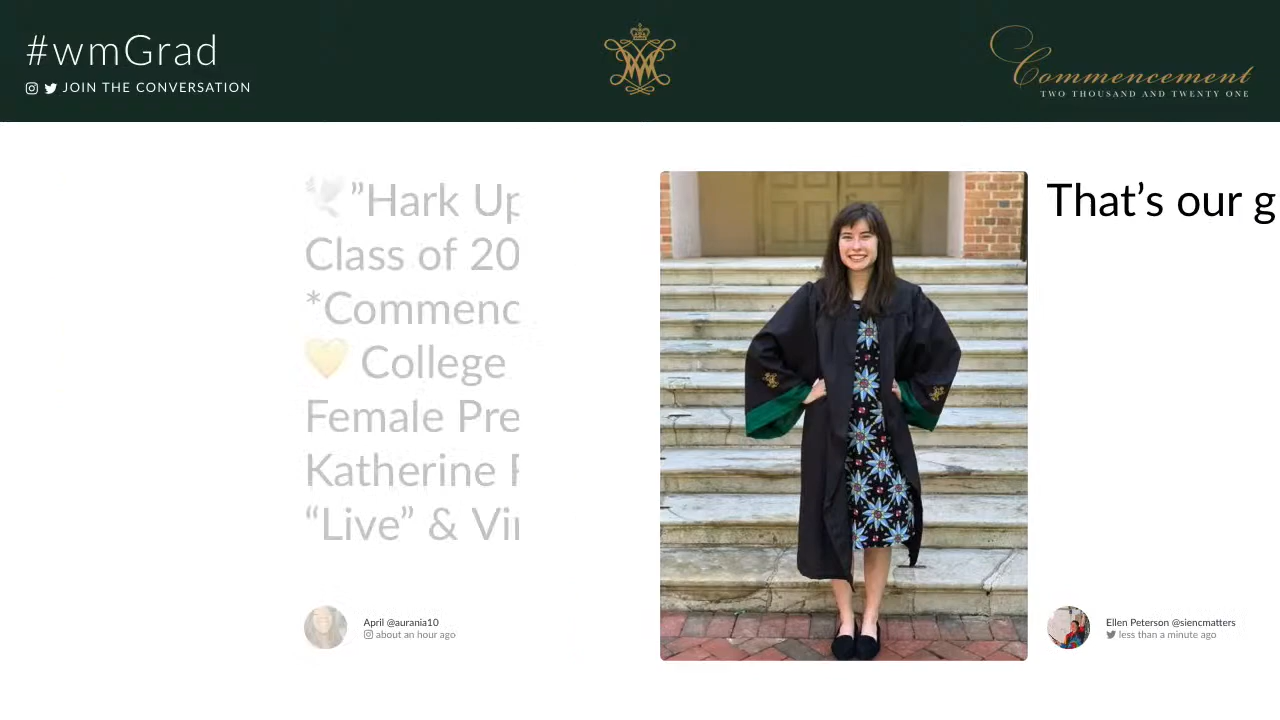 #wmGrad
JOIN THE CONVERSATION
Commencement
TWO THOUSAND AND TWENTY ONE
”Hark Up
Class of 20
*Commenc
College
Female Pre
Katherine
“Live” & Vir
April @aurania10
about an hour ago
That’s our g
Ellen Peterson @siencmatters
less than a minute ago